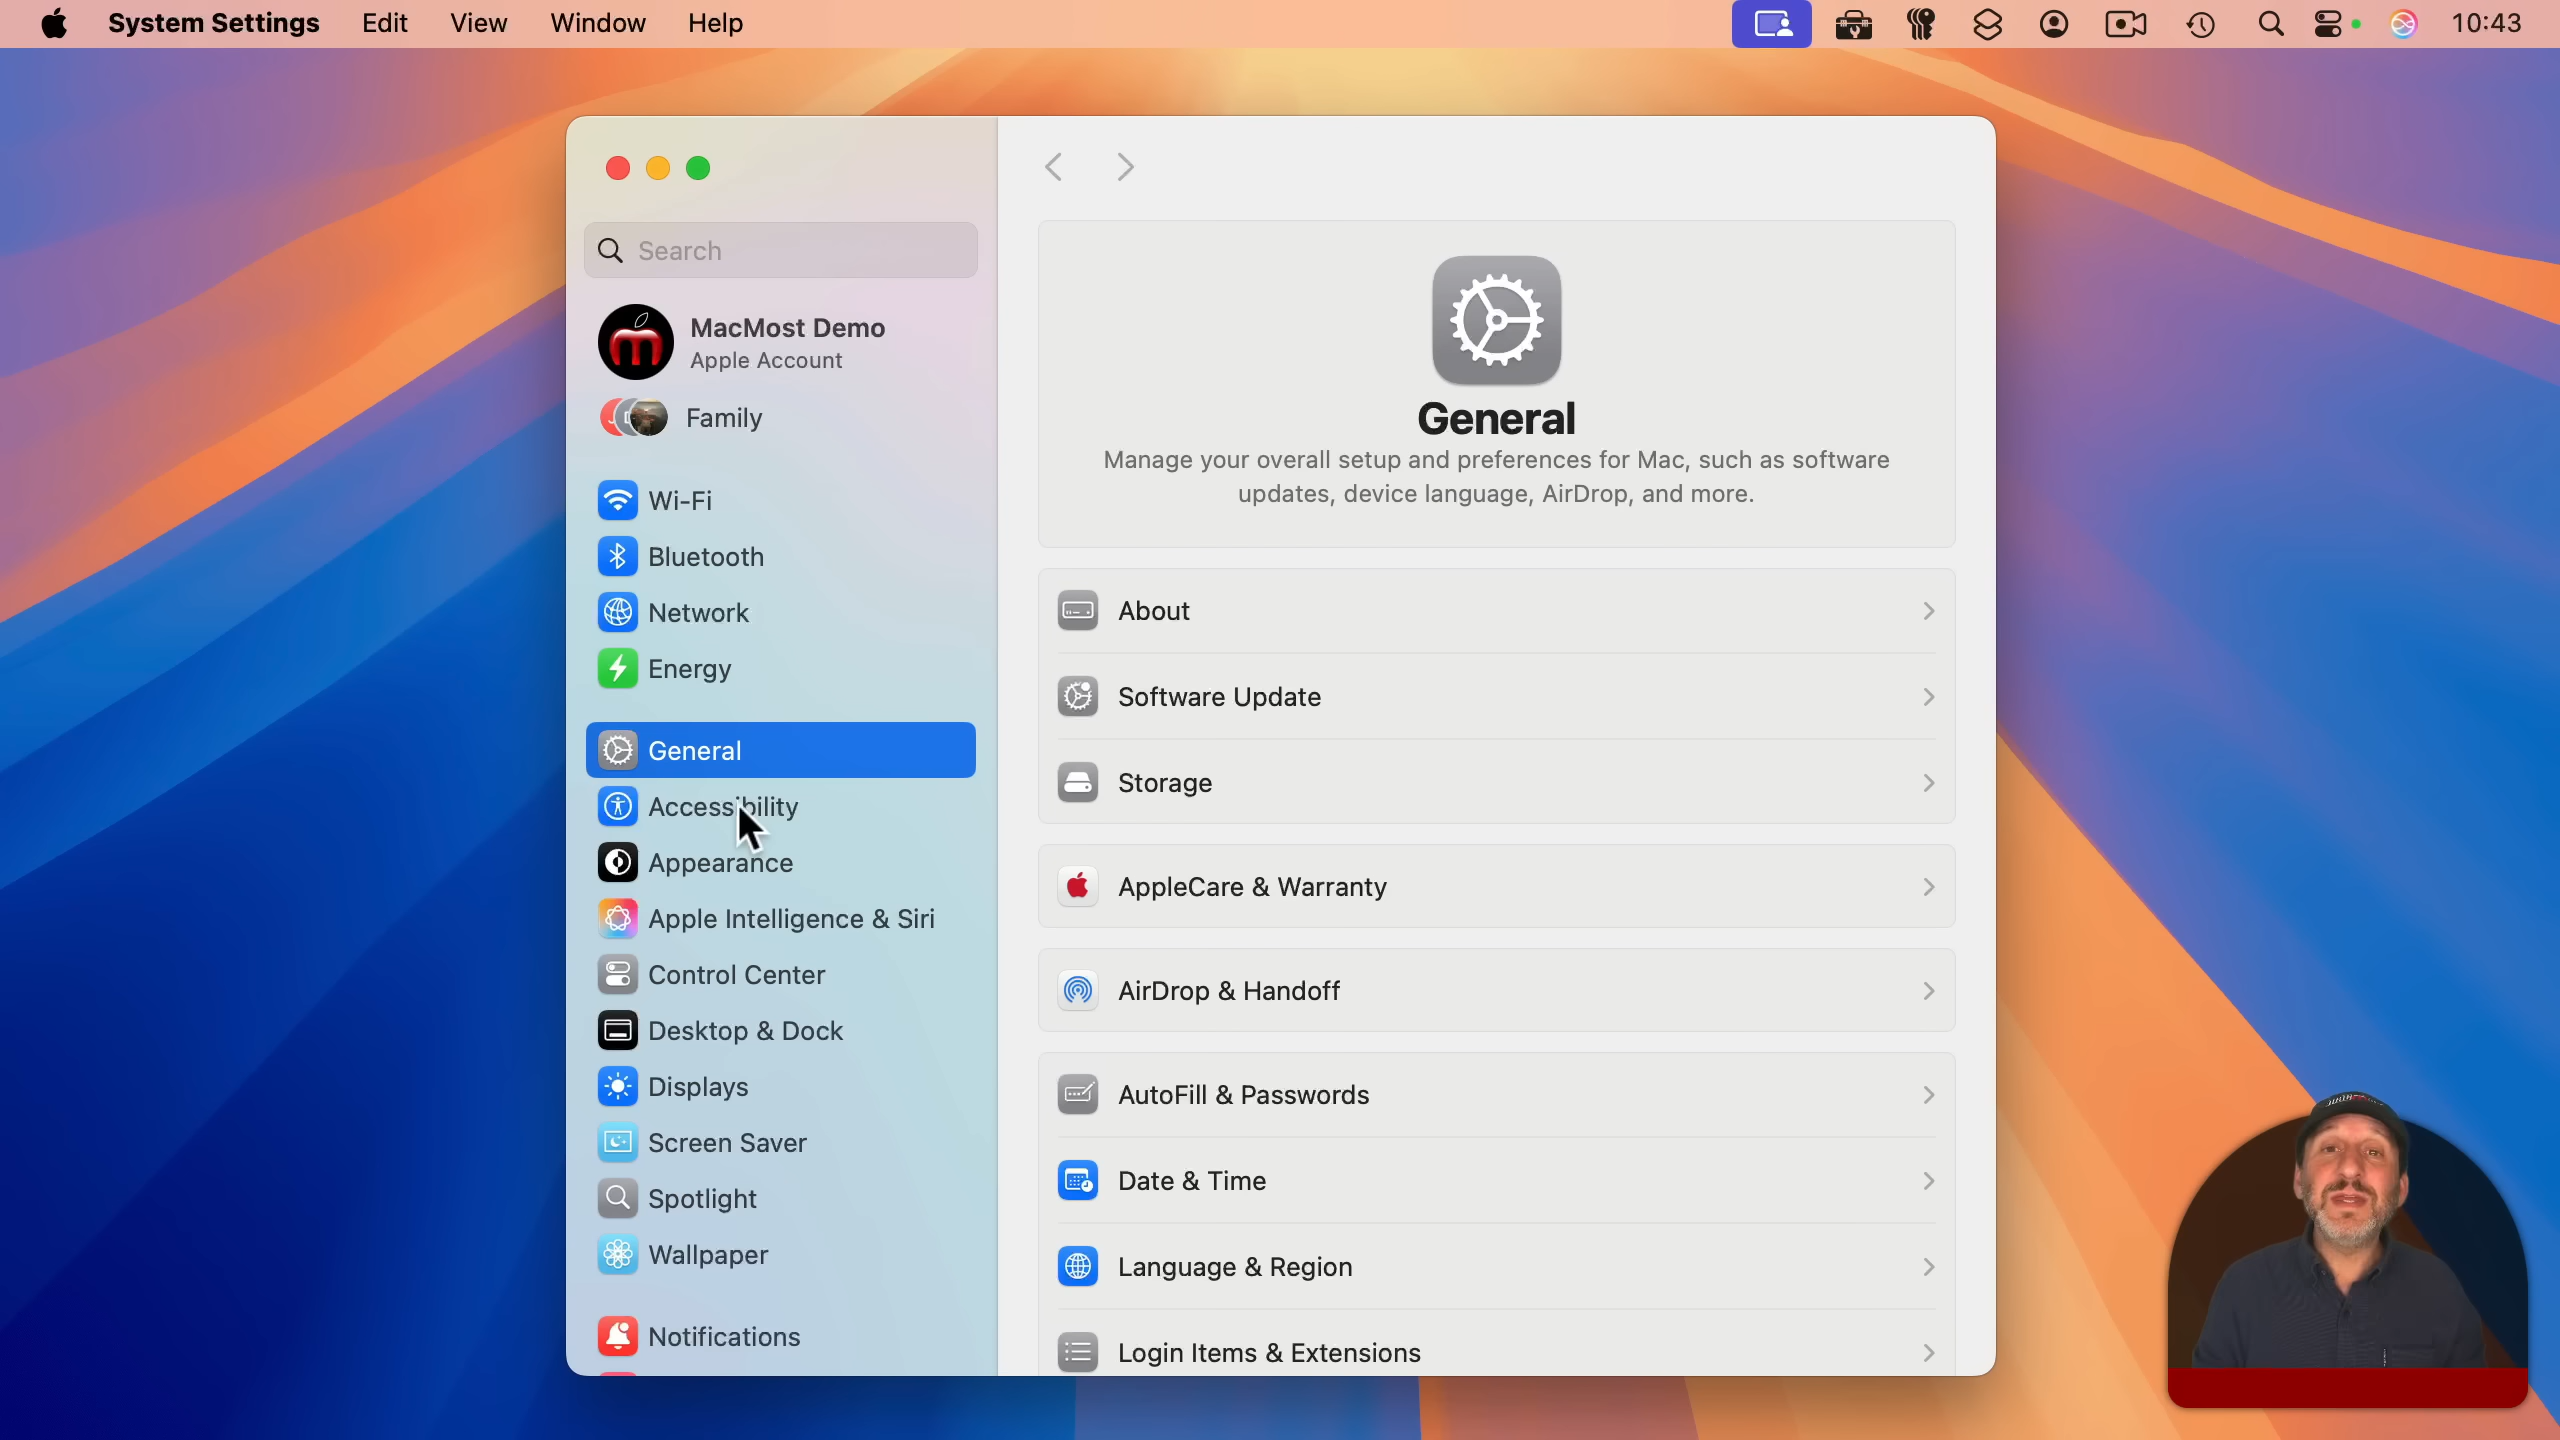 System Settings Edit View Window Help 10:43
Search
MacMost Demo
Apple Account
Family
Wi-Fi
Bluetooth
Network
Energy
General
Accessibility
Appearance
Apple Intelligence & Siri
Control Center
Desktop & Dock
Displays
Screen Saver
Spotlight
Wallpaper
Notifications
General
Manage your overall setup and preferences for Mac, such as software
updates, device language, AirDrop, and more.
About
Software Update
Storage
AppleCare & Warranty
AirDrop & Handoff
AutoFill & Passwords
Date & Time
Language & Region
Login Items & Extensions